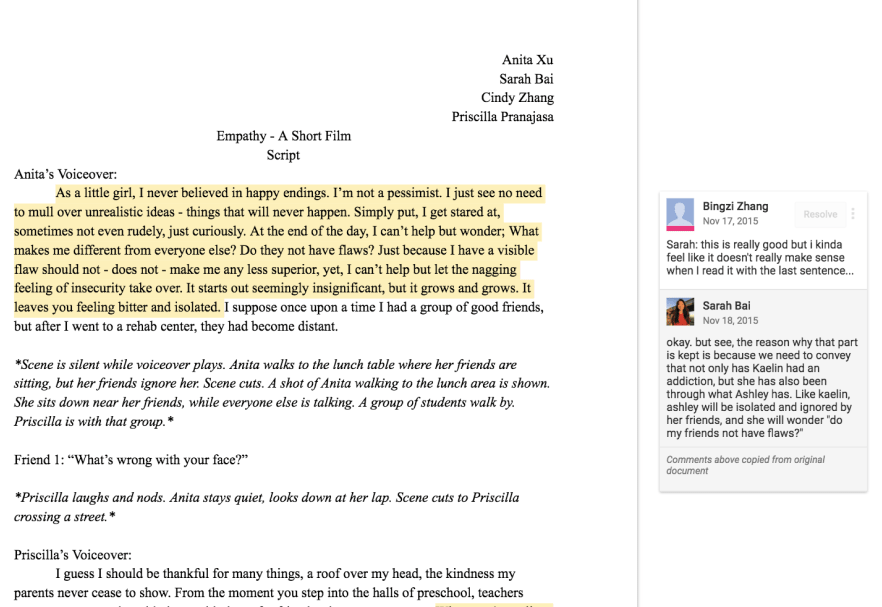 Anita Xu
Sarah Bai
Cindy Zhang
Priscilla Pranajasa
Empathy - A Short Film
Script
Anita's Voiceover:
As a little girl, I never believed in happy endings. I'm not a pessimist. I just see no need
to mull over unrealistic ideas - things that will never happen. Simply put, I get stared at,
sometimes not even rudely, just curiously. At the end of the day, I can't help but wonder; What
makes me different from everyone else? Do they not have flaws? Just because I have a visible
flaw should not - does not - make me any less superior, yet, I can't help but let the nagging
feeling of insecurity take over. It starts out seemingly insignificant, but it grows and grows. It
leaves you feeling bitter and isolated. I suppose once upon a time I had a group of good friends,
but after I went to a rehab center, they had become distant.
*Scene is silent while voiceover plays. Anita walks to the lunch table where her friends are
sitting, but her friends ignore her. Scene cuts. A shot of Anita walking to the lunch area is shown.
She sits down near her friends, while everyone else is talking. A group of students walk by.
Priscilla is with that group.*
Friend 1: “What's wrong with your face?”
*Priscilla laughs and nods. Anita stays quiet, looks down at her lap. Scene cuts to Priscilla
crossing a street.*
Priscilla's Voiceover:
I guess I should be thankful for many things, a roof over my head, the kindness my
parents never cease to show. From the moment you step into the halls of preschool, teachers
Bingzi Zhang
Nov 17, 2015
Resolve
Sarah: this is really good but i kinda
feel like it doesn't really make sense
when I read it with the last sentence...
Sarah Bai
Nov 18, 2015
okay. but see, the reason why that part
is kept is because we need to convey
that not only has Kaelin had an
addiction, but she has also been
through what Ashley has. Like kaelin,
ashley will be isolated and ignored by
her friends, and she will wonder "do
my friends not have flaws?"
Comments above copied from original
document